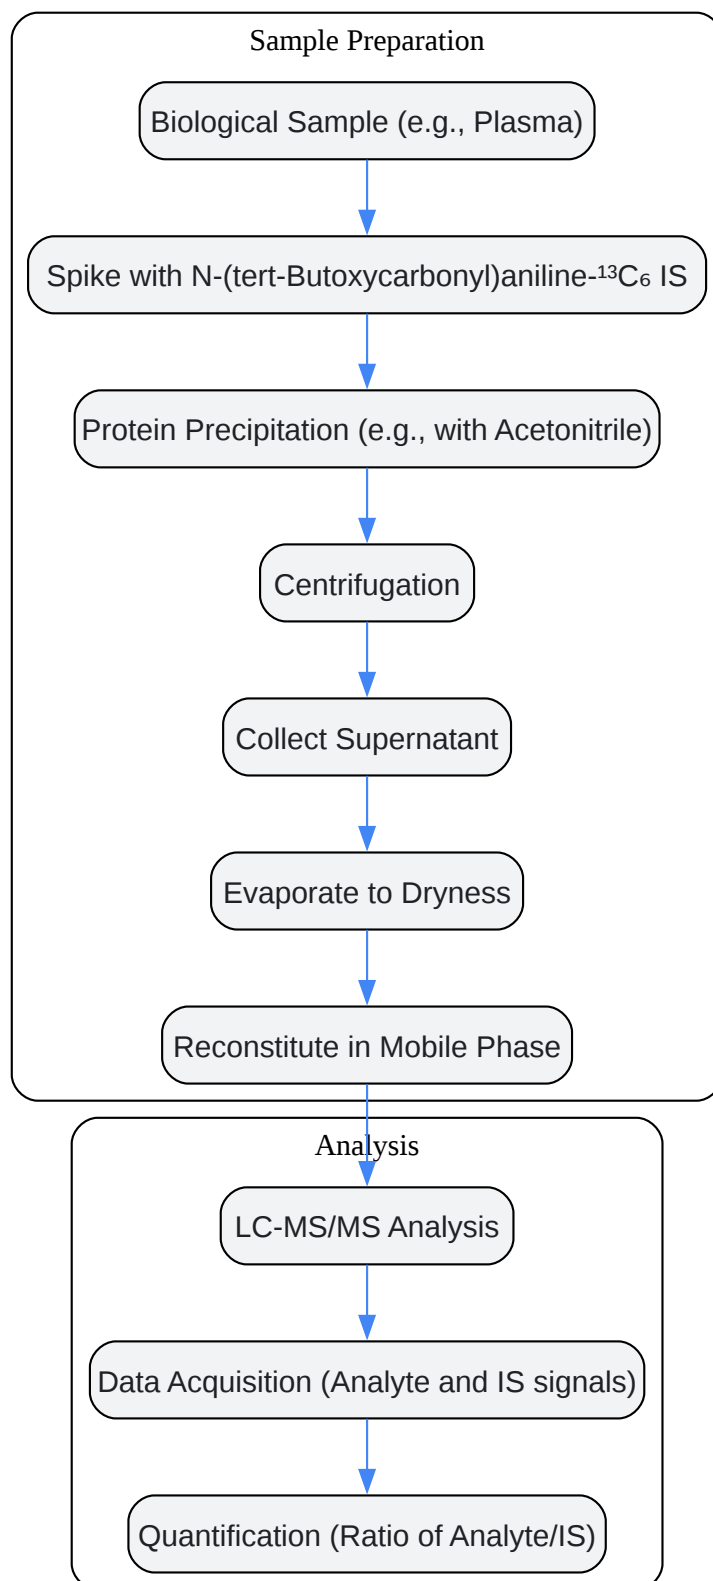 Sample Preparation
Biological Sample (e.g., Plasma)
Spike with N-(tert-Butoxycarbonyl)aniline-¹³C₆ IS
Protein Precipitation (e.g., with Acetonitrile)
Centrifugation
Collect Supernatant
Evaporate to Dryness
Reconstitute in Mobile Phase
Analysis
LC-MS/MS Analysis
Data Acquisition (Analyte and IS signals)
Quantification (Ratio of Analyte/IS)